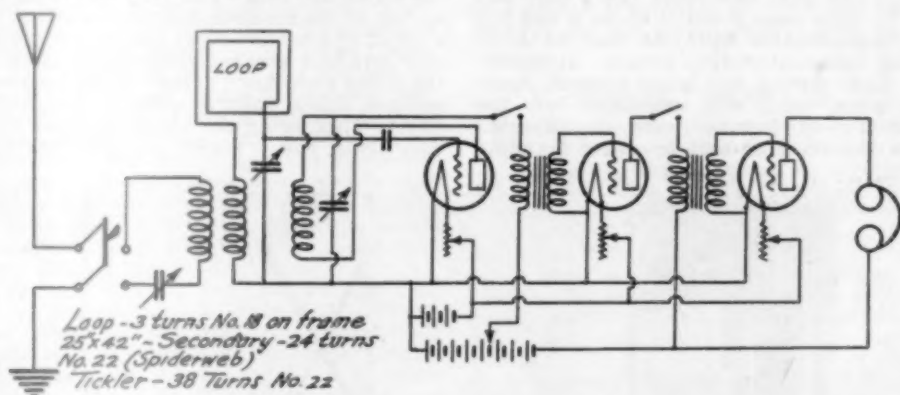 LOOP
Loop - 3 turns No. 18 on frame
25"x42" - Secondary - 24 turns
No. 22 (Spiderweb)
Tickler - 38 Turns No. 22